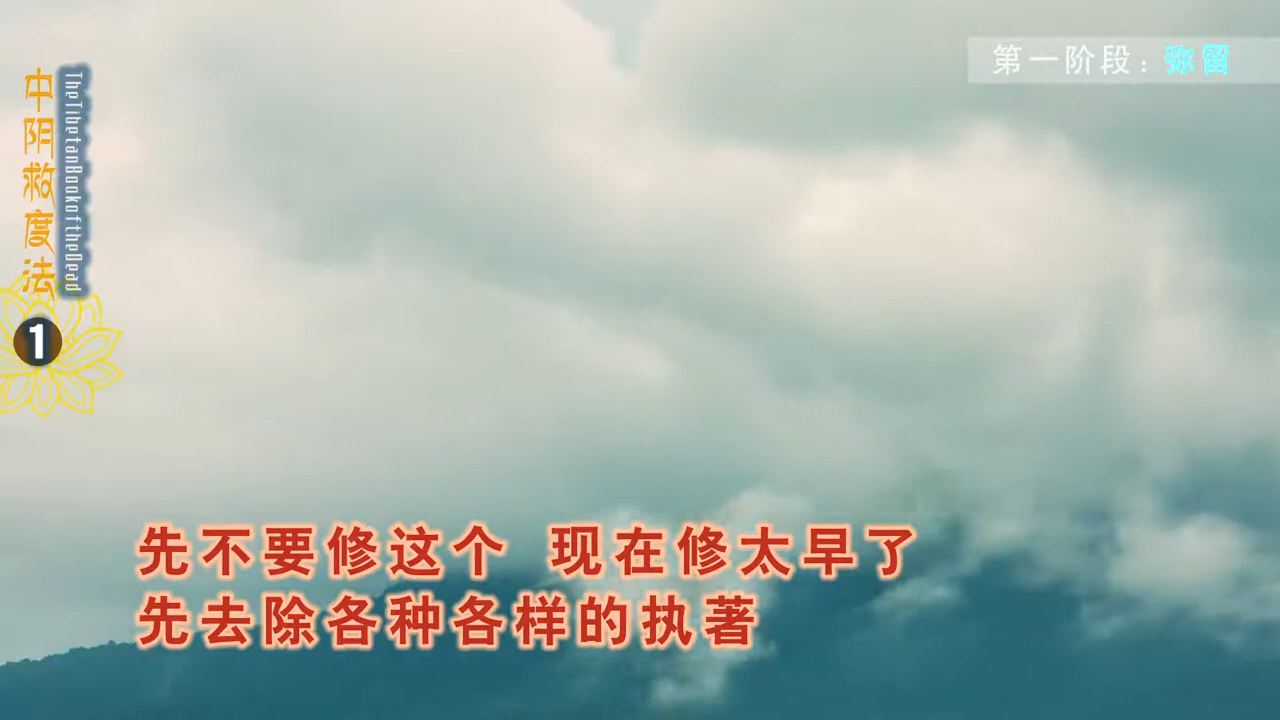 第一阶段：弥留
中阴救度法
TheTibetanBookoftheDead
1
先不要修这个 现在修太早了
先去除各种各样的执著